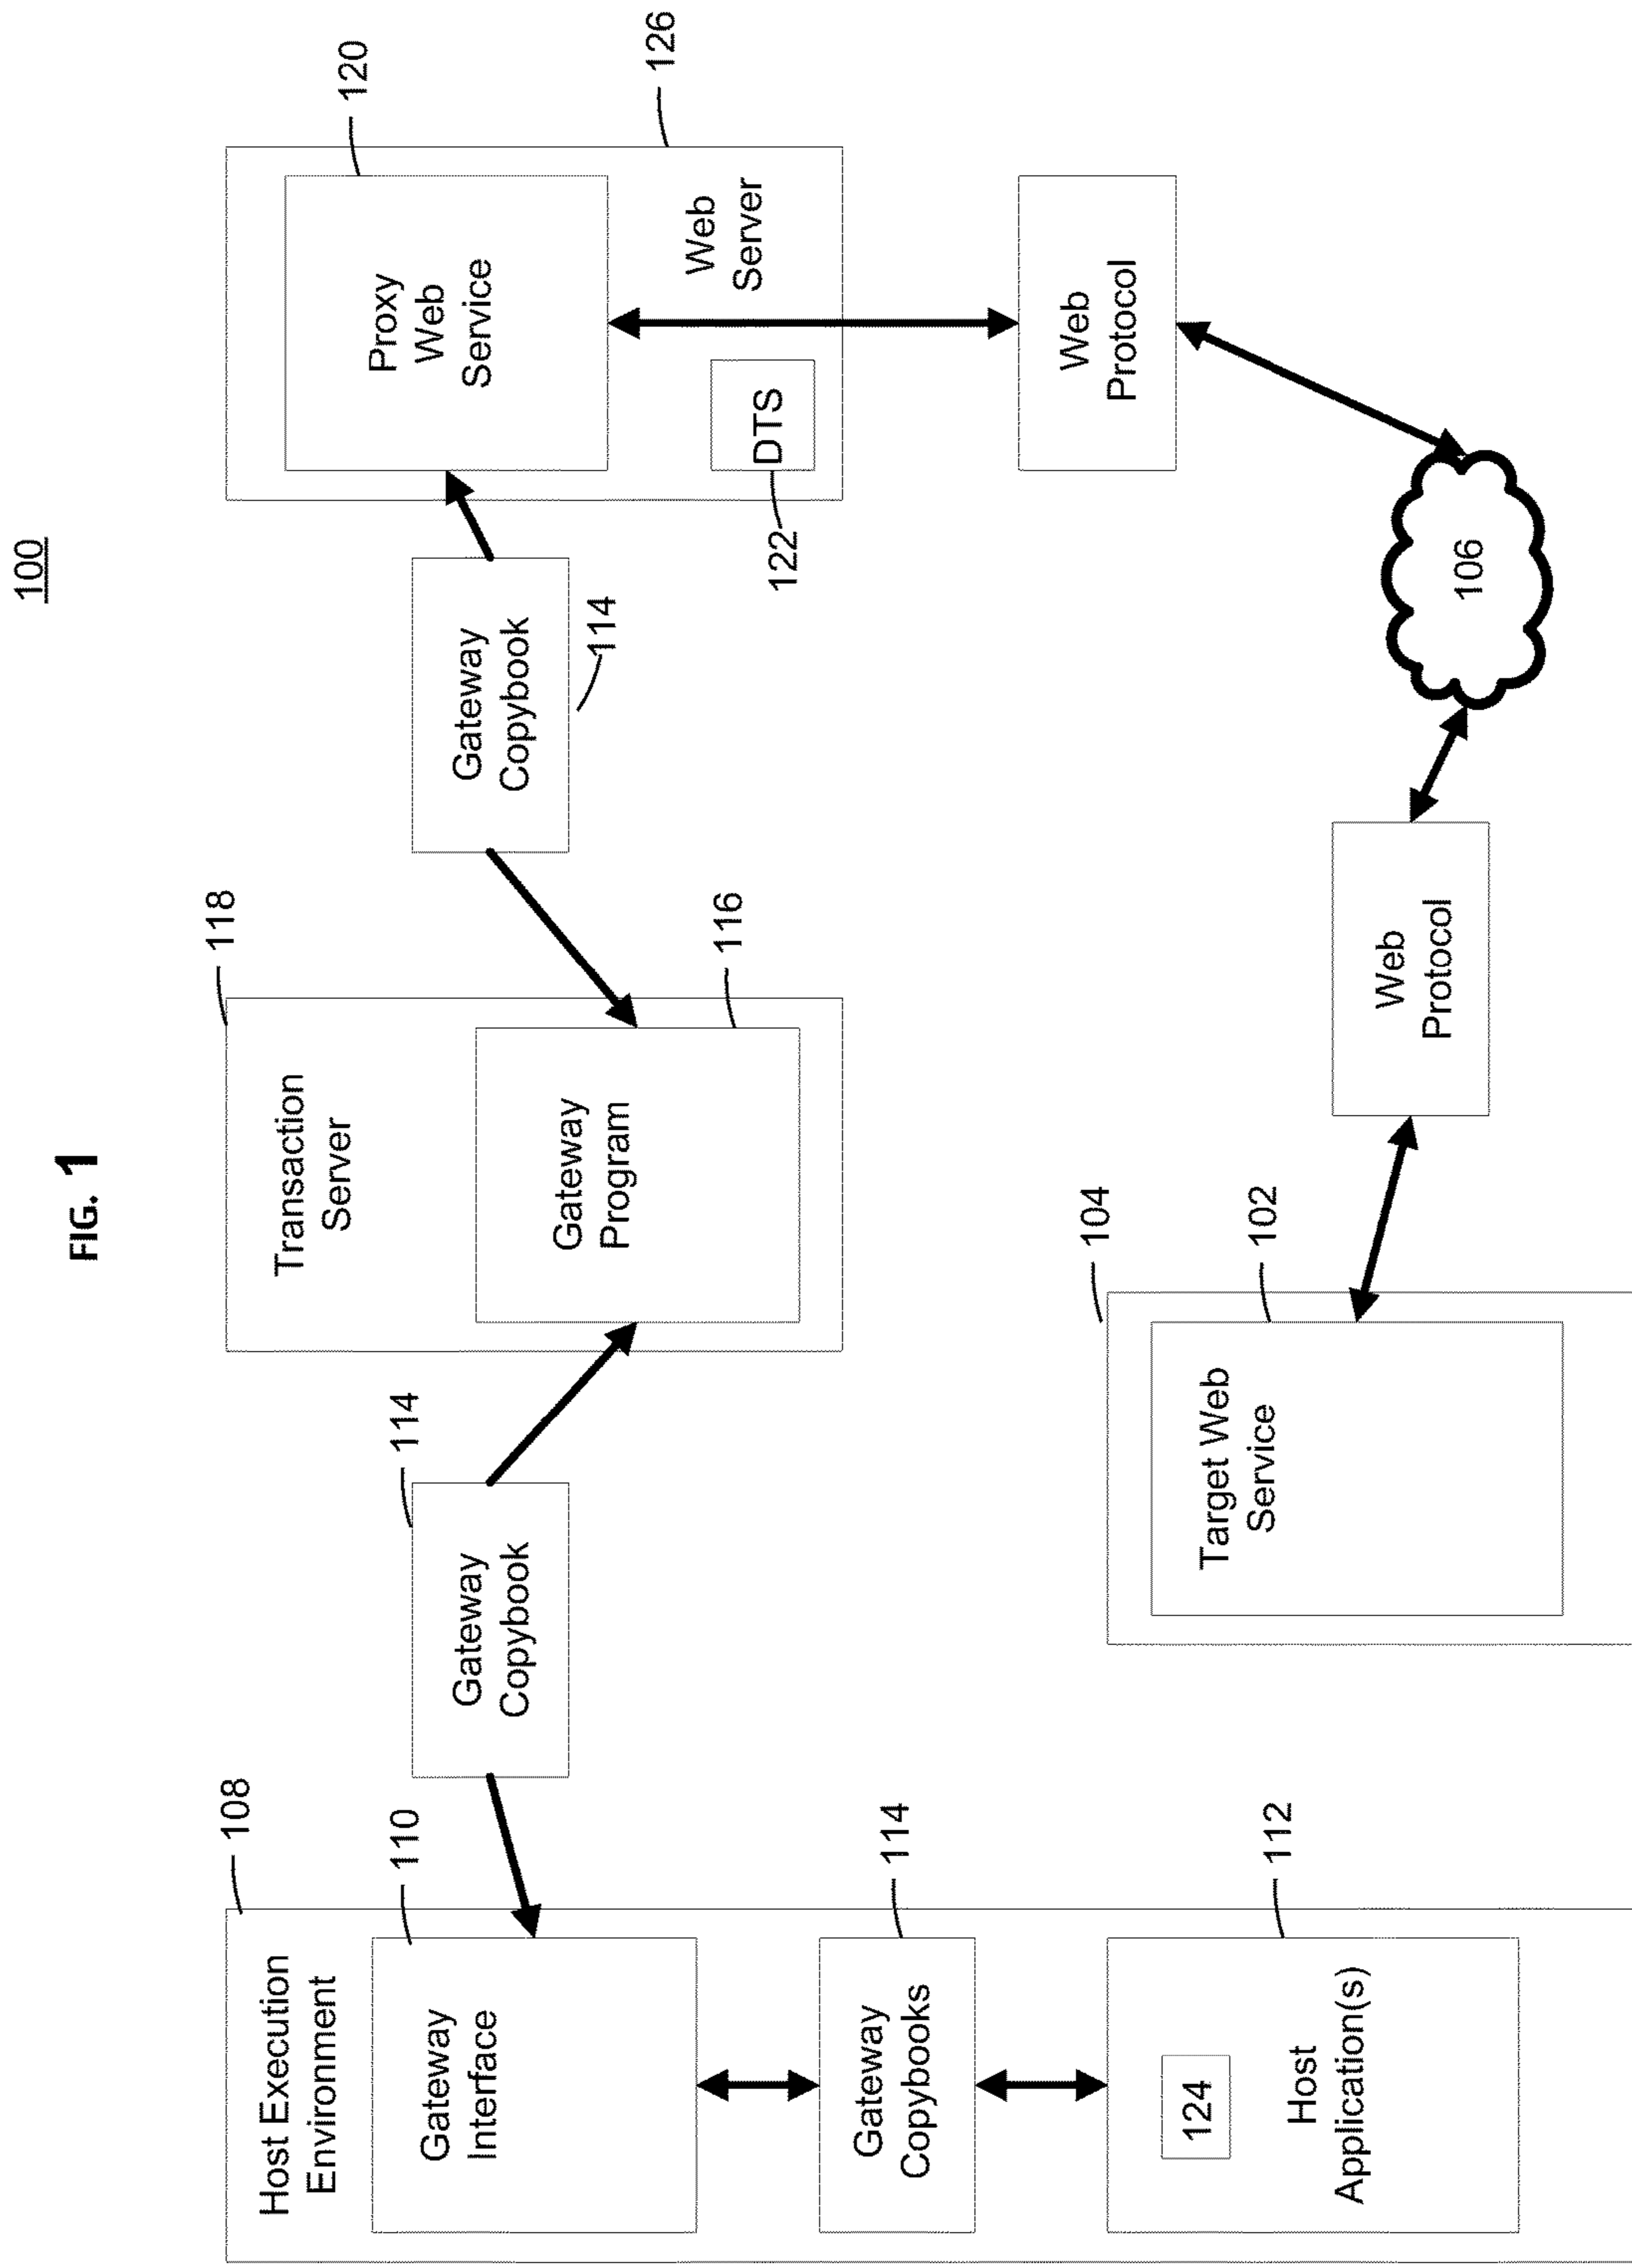 100
FIG. 1
108
Host Execution
Environment
110
Gateway
Interface
114
Gateway
Copybooks
112
124
Host
Application(s)
114
Gateway
Copybook
118
Transaction
Server
116
Gateway
Program
Gateway
Copybook
114
120
126
Proxy
Web
Service
Web
Server
DTS
122
Web
Protocol
106
Web
Protocol
104
102
Target Web
Service